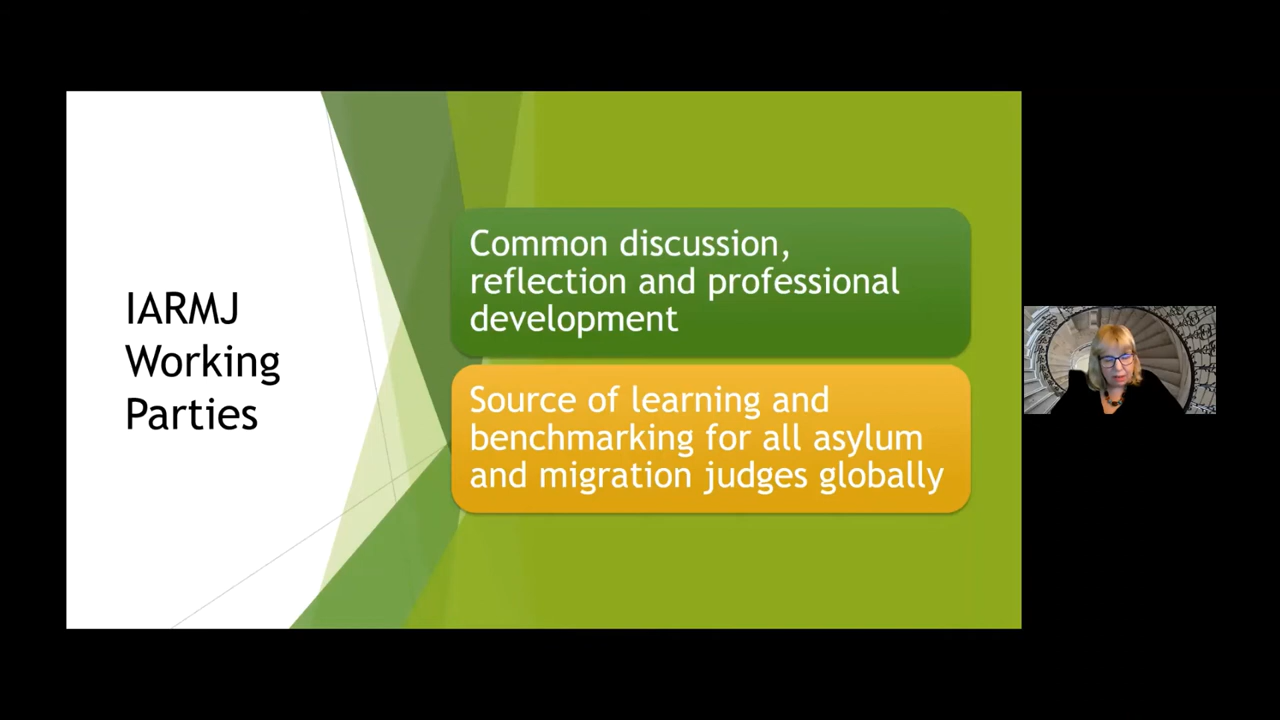 IARMJ
Working
Parties
Common discussion,
reflection and professional
development
Source of learning and
benchmarking for all asylum
and migration judges globally